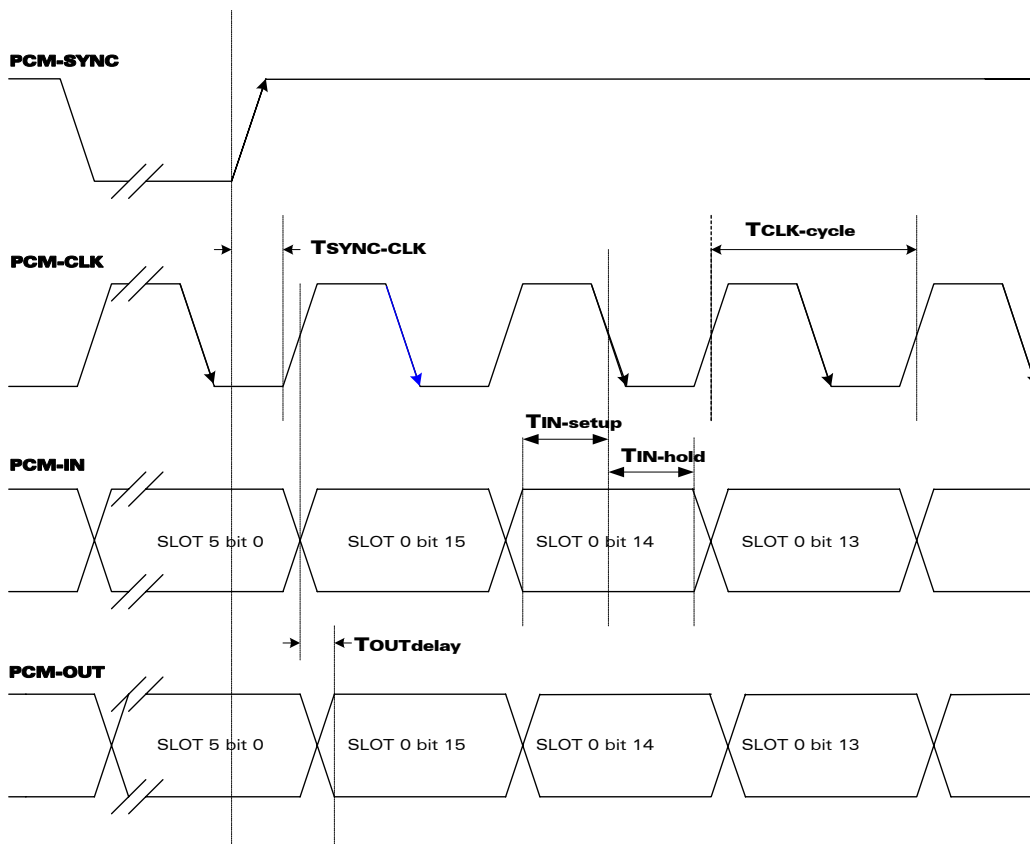 PCM-SYNC
TCLK-cycle
TSYNC-CLK
PCM-CLK
TIN-setup
TIN-hold
PCM-IN
SLOT 5 bit 0
SLOT 0 bit 15
SLOT 0 bit 14
SLOT 0 bit 13
TOUTdelay
PCM-OUT
SLOT 5 bit 0
SLOT 0 bit 15
SLOT 0 bit 14
SLOT 0 bit 13